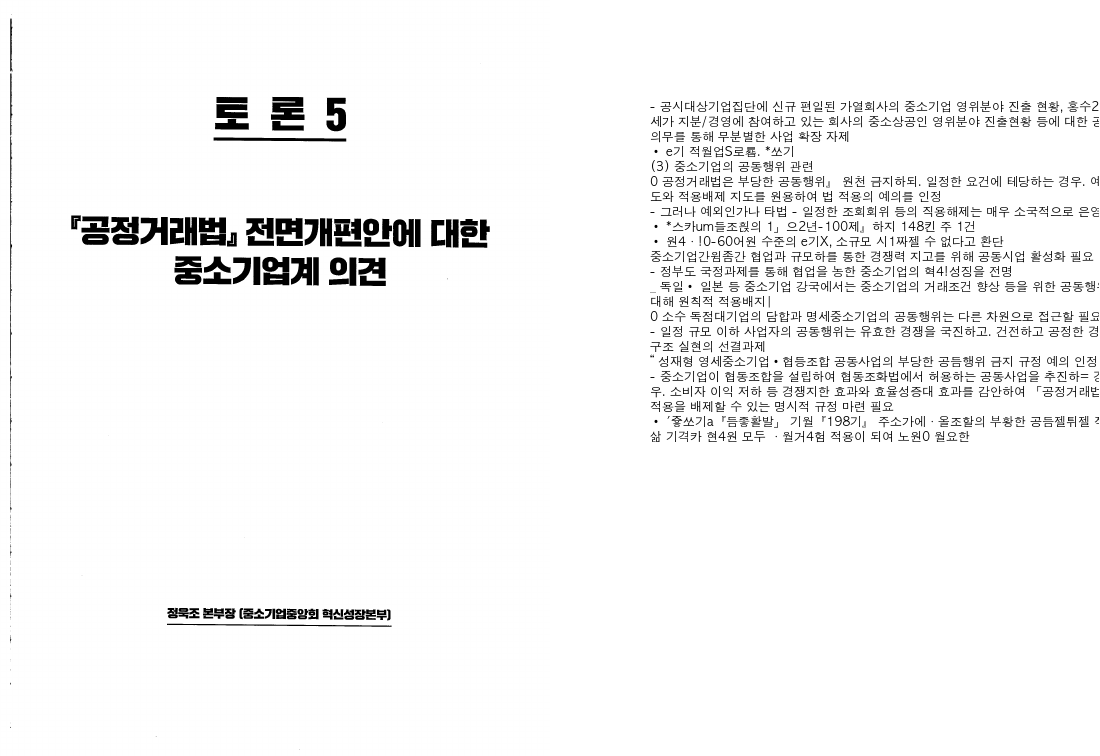 토 론 5
『공정거래법』 전면개편안에 대한
중소기업계 의견
정욱조 본부장 (중소기업중앙회 혁신성장본부)
- 공시대상기업집단에 신규 편일된 가열회사의 중소기업 영위분야 진출 현황, 홍수2
세가 지분/경영에 참여하고 있는 회사의 중소상공인 영위분야 진출현황 등에 대한 공
의무를 통해 무분별한 사업 확장 자제
• e기 적월업S로. *쏘기
(3) 중소기업의 공동행위 관련
0 공정거래법은 부당한 공동행위』 원천 금지하되. 일정한 요건에 테당하는 경우. 예
도와 적용배제 지도를 원용하여 법 적용의 예의를 인정
- 그러나 예외인가나 타법 - 일정한 조회회위 등의 직용해제는 매우 소국적으로 은영
• *스카um들조훥의 1」으2년-100제』하지 148킨 주 1건
• 원4 · !0-60어원 수준의 e기X, 소규모 시1짜젤 수 없다고 환단
중소기업간윔좀간 협업과 규모하를 통한 경쟁력 지고를 위해 공동시업 활성화 필요
- 정부도 국정과제를 통해 협업을 농한 중소기업의 혁4!성징을 전명
_ 독일 • 일본 등 중소기업 강국에서는 중소기업의 거래조건 향상 등을 위한 공동행위
대해 원칙적 적용배지|
0 소수 독점대기업의 담합과 명세중소기업의 공동행위는 다른 차원으로 접근할 필요
- 일정 규모 이하 사업자의 공동행위는 유효한 경쟁을 국진하고. 건전하고 공정한 경
구조 실현의 선결과제
“ 성재형 영세중소기업 • 협등조합 공동사업의 부당한 공듬행위 금지 규정 예의 인정
- 중소기업이 협동조합을 설립하여 협동조화법에서 허용하는 공동사업을 추진하= 경
우. 소비자 이익 저하 등 경쟁지한 효과와 효율성증대 효과를 감안하여 「공정거래법
적용을 배제할 수 있는 명시적 규정 마련 필요
• ´쭣쏘기a『듬좋활발」 기월『198기』 주소가에 · 올조할의 부황한 공듬젤튀젤
삶 기격카 현4원 모두 · 월거4험 적용이 되여 노원0 월요한